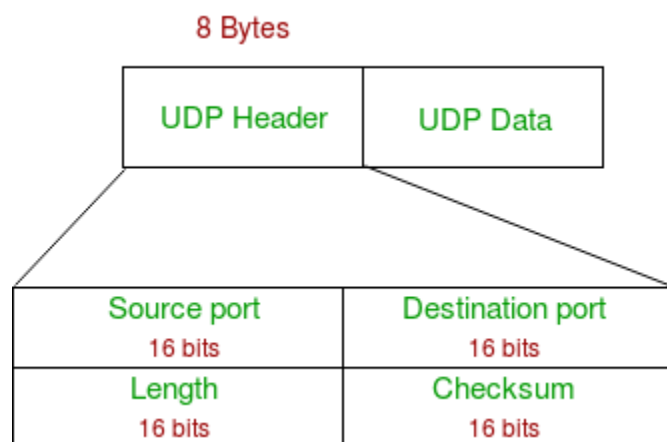 8 Bytes
UDP Header UDP Data
Source port Destination port
16 bits 16 bits
Length Checksum
16 bits 16 bits